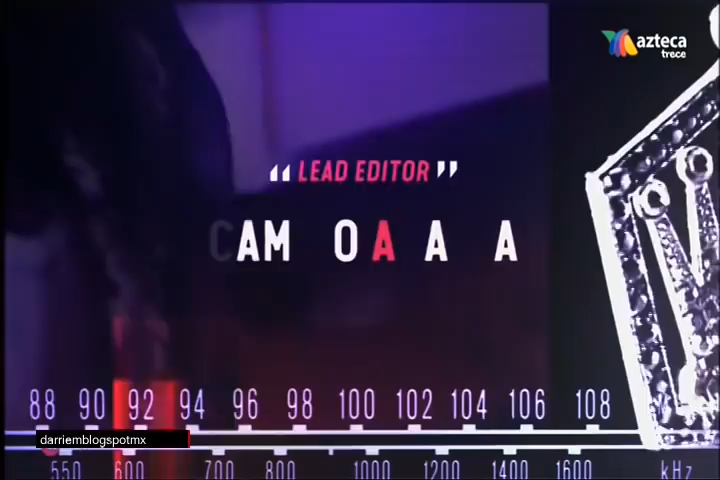 azteca
trece
“ LEAD EDITOR ”
CAM OA A A
88 90 92 94 96 98 100 102 104 106 108
darriemblogspotmx
550 600 700 800 1000 1200 1400 1600 kHz